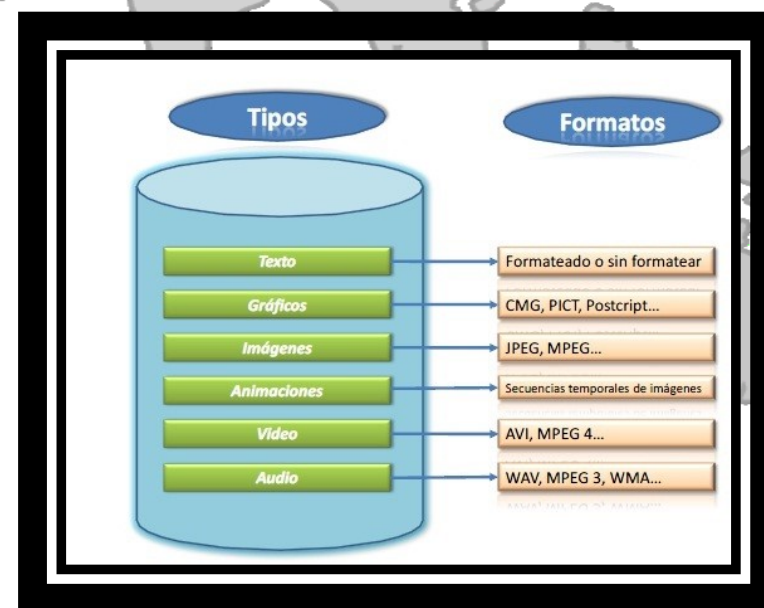 Tipos
Formatos
Texto
Formateado o sin formatear
Gráficos
CMG, PICT, Postcript...
Imágenes
JPEG, MPEG...
Animaciones
Secuencias temporales de imágenes
Video
AVI, MPEG 4...
Audio
WAV, MPEG 3, WMA...